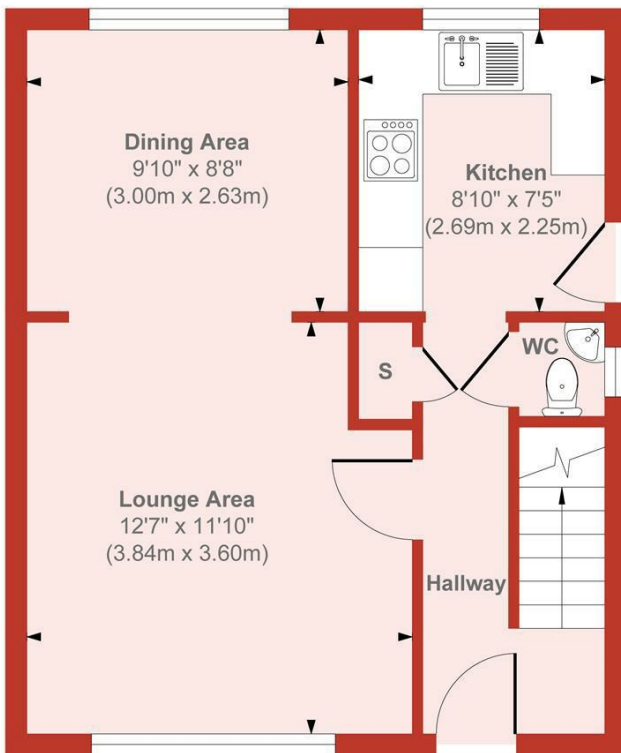 Dining Area
9'10" x 8'8"
(3.00m x 2.63m)
Kitchen
8'10" x 7'5"
(2.69m x 2.25m)
S
WC
Lounge Area
12'7" x 11'10"
(3.84m x 3.60m)
Hallway